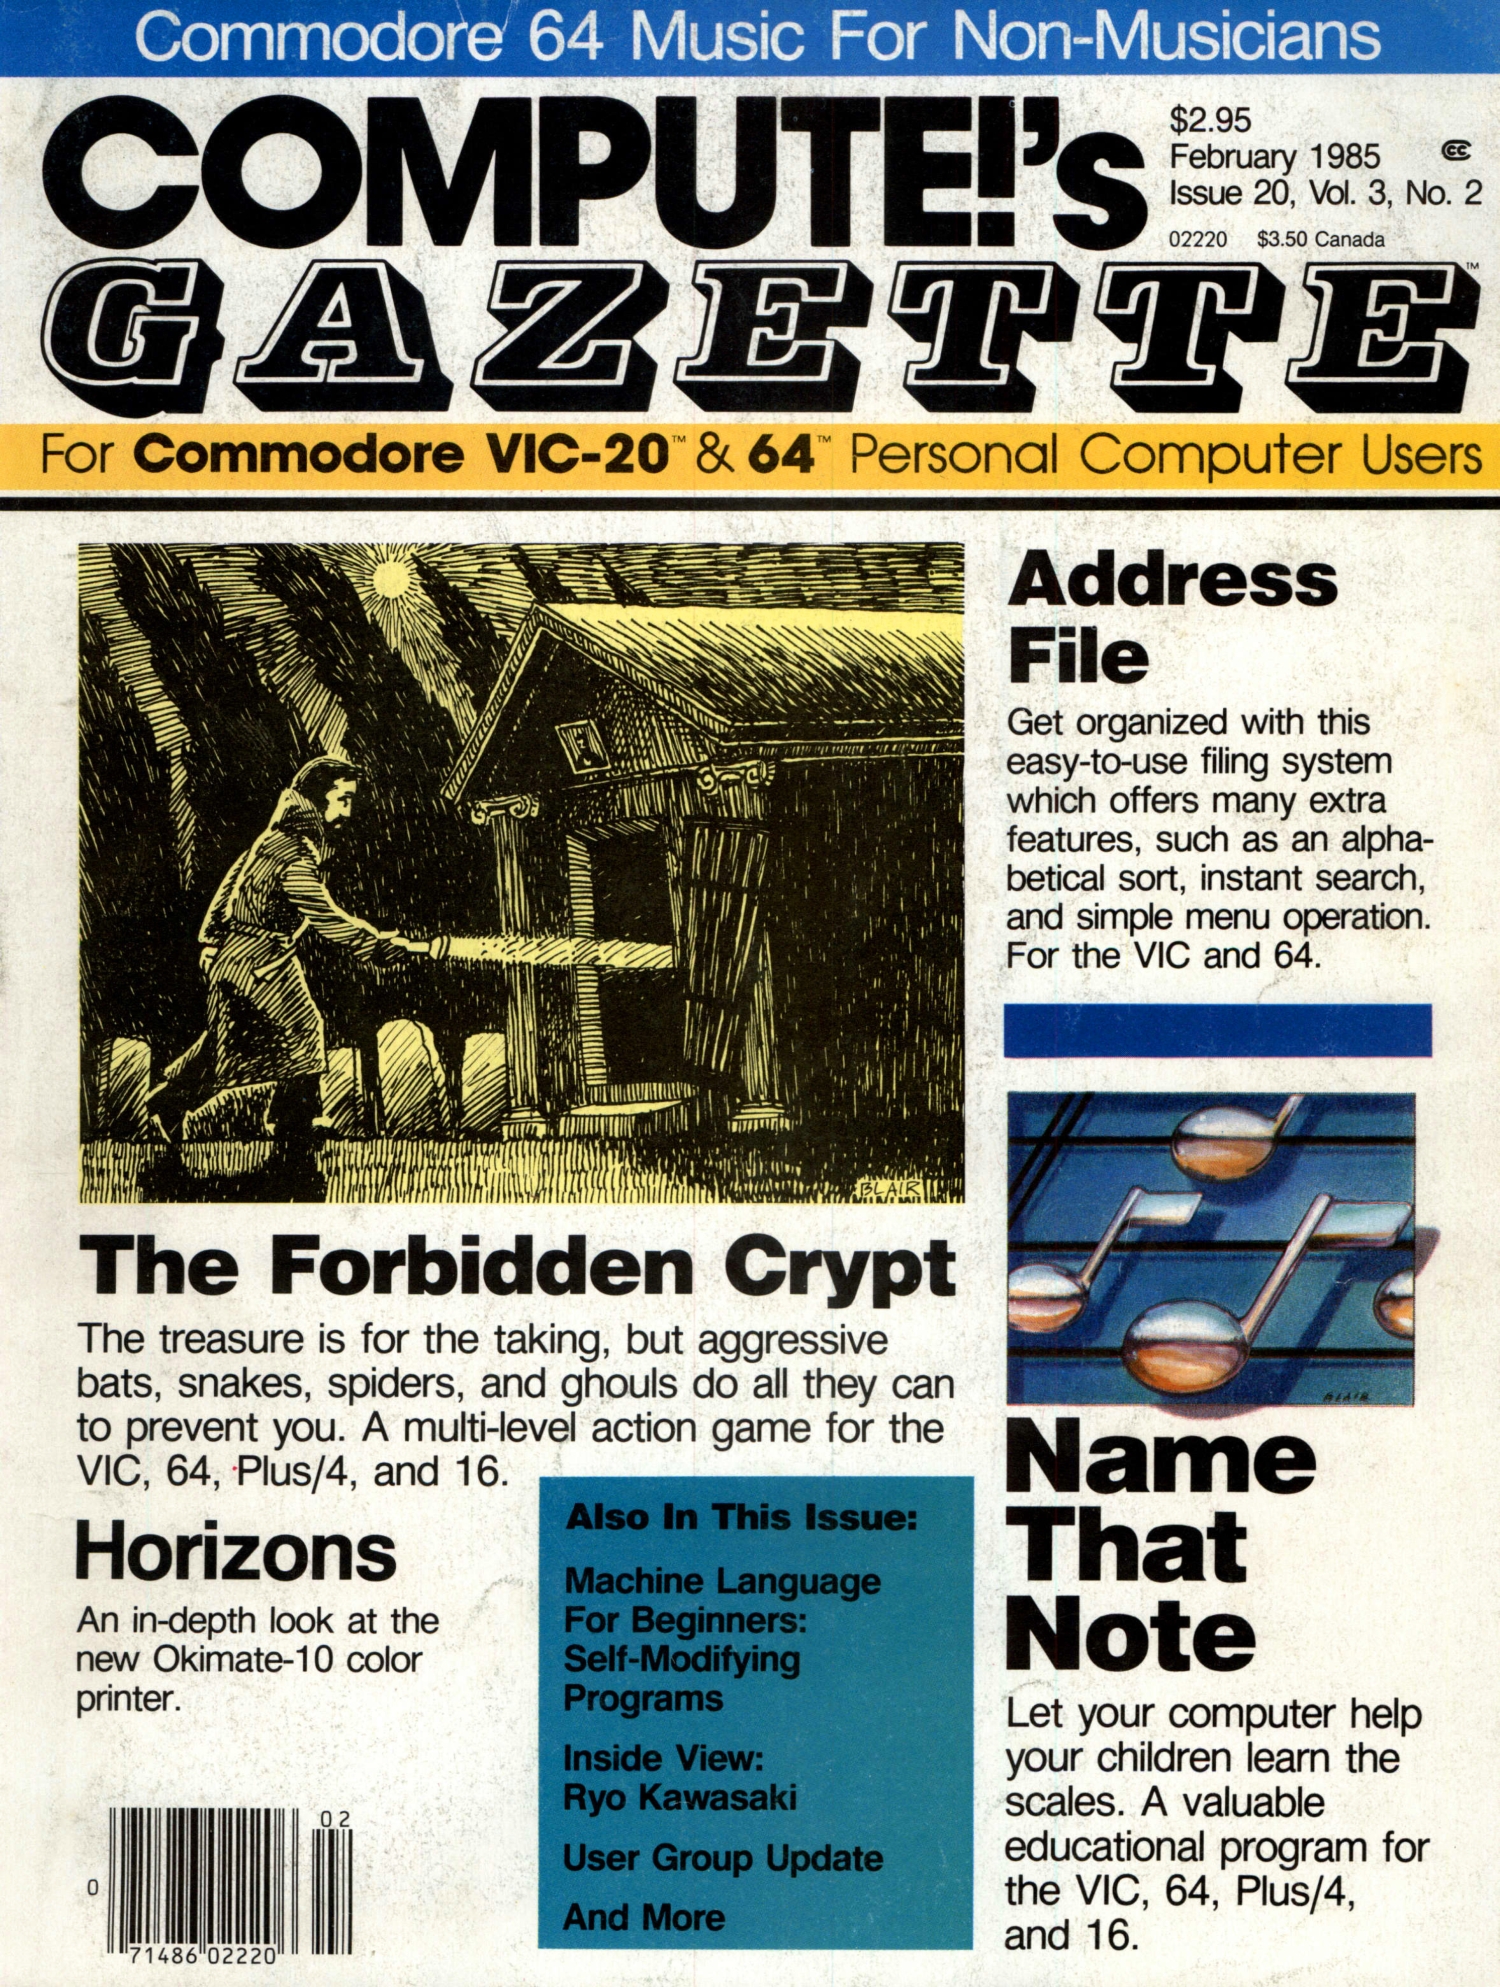 Commodore 64 Music For Non-Musicians
COMPUTE!'s
$2.95
February 1985
Issue 20, Vol. 3, No. 2
02220 $3.50 Canada
GAZETTE™
For Commodore VIC-20™ & 64™ Personal Computer Users
BLAIR
The Forbidden Crypt
The treasure is for the taking, but aggressive
bats, snakes, spiders, and ghouls do all they can
to prevent you. A multi-level action game for the
VIC, 64, Plus/4, and 16.
Horizons
An in-depth look at the
new Okimate-10 color
printer.
Also In This Issue:
Machine Language
For Beginners:
Self-Modifying
Programs
Inside View:
Ryo Kawasaki
User Group Update
And More
Address
File
Get organized with this
easy-to-use filing system
which offers many extra
features, such as an alpha-
betical sort, instant search,
and simple menu operation.
For the VIC and 64.
BLAIR
Name
That
Note
Let your computer help
your children learn the
scales. A valuable
educational program for
the VIC, 64, Plus/4,
and 16.
02
0
71486 02220